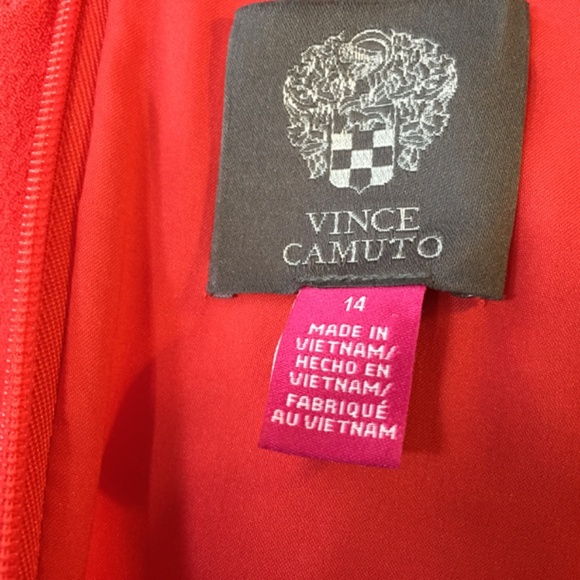 VINCE
CAMUTO
14
MADE IN
VIETNAM/
HECHO EN
VIETNAM/
FABRIQUÉ
AU VIETNAM